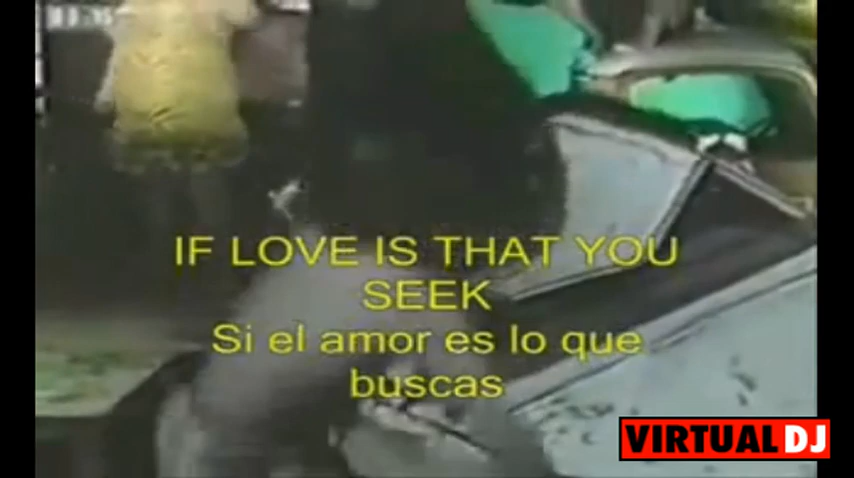 IF LOVE IS THAT YOU
SEEK
Si el amor es lo que
buscas
VIRTUAL DJ